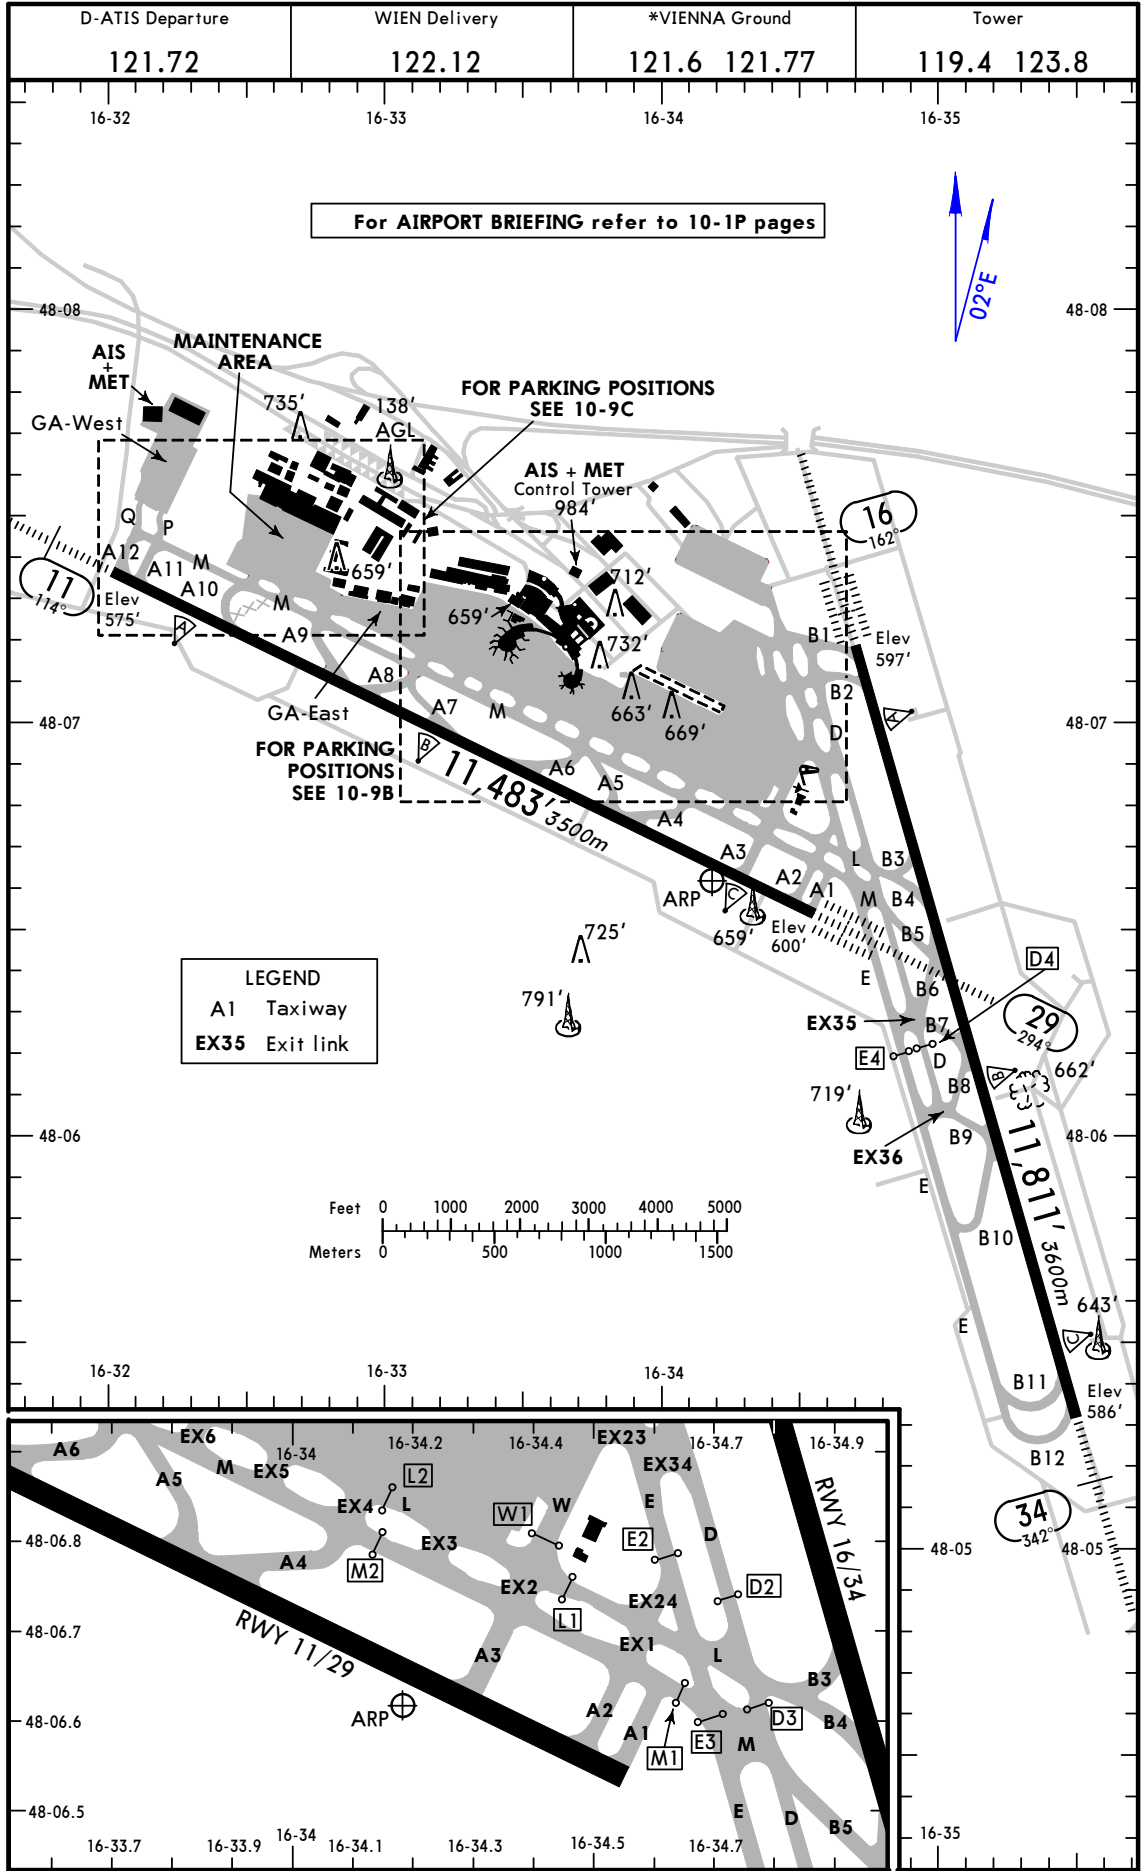 D-ATIS Departure
121.72
WIEN Delivery
122.12
*VIENNA Ground
121.6 121.77
Tower
119.4 123.8
16-32
16-33
16-34
16-35
For AIRPORT BRIEFING refer to 10-1P pages
02°E
48-08
48-08
AIS
+
MET
MAINTENANCE
AREA
GA-West
735'
138'
AGL
FOR PARKING POSITIONS
SEE 10-9C
AIS + MET
Control Tower
984'
16
162°
Q
P
A12
A11
M
A10
11
114°
Elev
575'
A
M
A9
659'
659'
712'
732'
B1
Elev
597'
A8
GA-East
A7
M
663'
669'
B2
A
D
48-07
48-07
FOR PARKING
POSITIONS
SEE 10-9B
B
11,483' 3500m
A6
A5
A4
A3
A2
A1
L
B3
M
B4
B5
ARP
C
659'
Elev
600'
725'
791'
E
B6
D4
LEGEND
A1 Taxiway
EX35 Exit link
EX35
B7
29
294°
E4
D
B8
B
662'
719'
48-06
48-06
B9
EX36
11,811' 3600m
E
B10
Feet 0 1000 2000 3000 4000 5000
Meters 0 500 1000 1500
643'
C
E
16-32
16-33
16-34
B11
Elev
586'
B12
34
342°
48-05
48-05
16-35
A6
EX6
M
A5
EX5
16-34
16-34.2
16-34.4
EX23
16-34.7
16-34.9
EX34
L2
EX4
L
W1
W
E
RWY 16/34
48-06.8
EX3
E2
D
A4
M2
EX2
L1
EX24
D2
48-06.7
RWY 11/29
A3
EX1
L
B3
48-06.6
ARP
A2
A1
M1
E3
D3
B4
M
48-06.5
E
D
B5
16-33.7
16-33.9
16-34
16-34.1
16-34.3
16-34.5
16-34.7